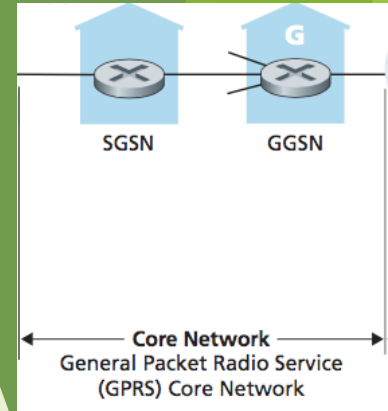 G
SGSN
GGSN
Core Network
General Packet Radio Service
(GPRS) Core Network